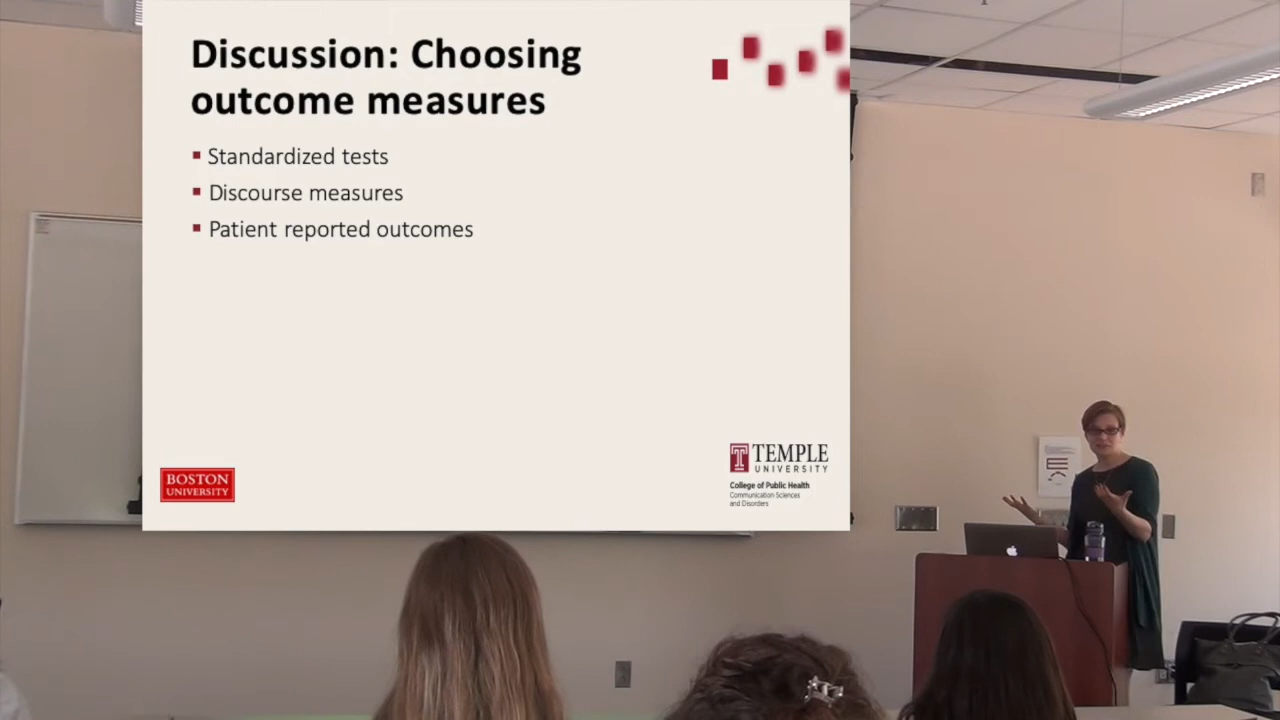 Discussion: Choosing
outcome measures
Standardized tests
Discourse measures
Patient reported outcomes
BOSTON
UNIVERSITY
TEMPLE
UNIVERSITY
College of Public Health
Communication Sciences
and Disorders